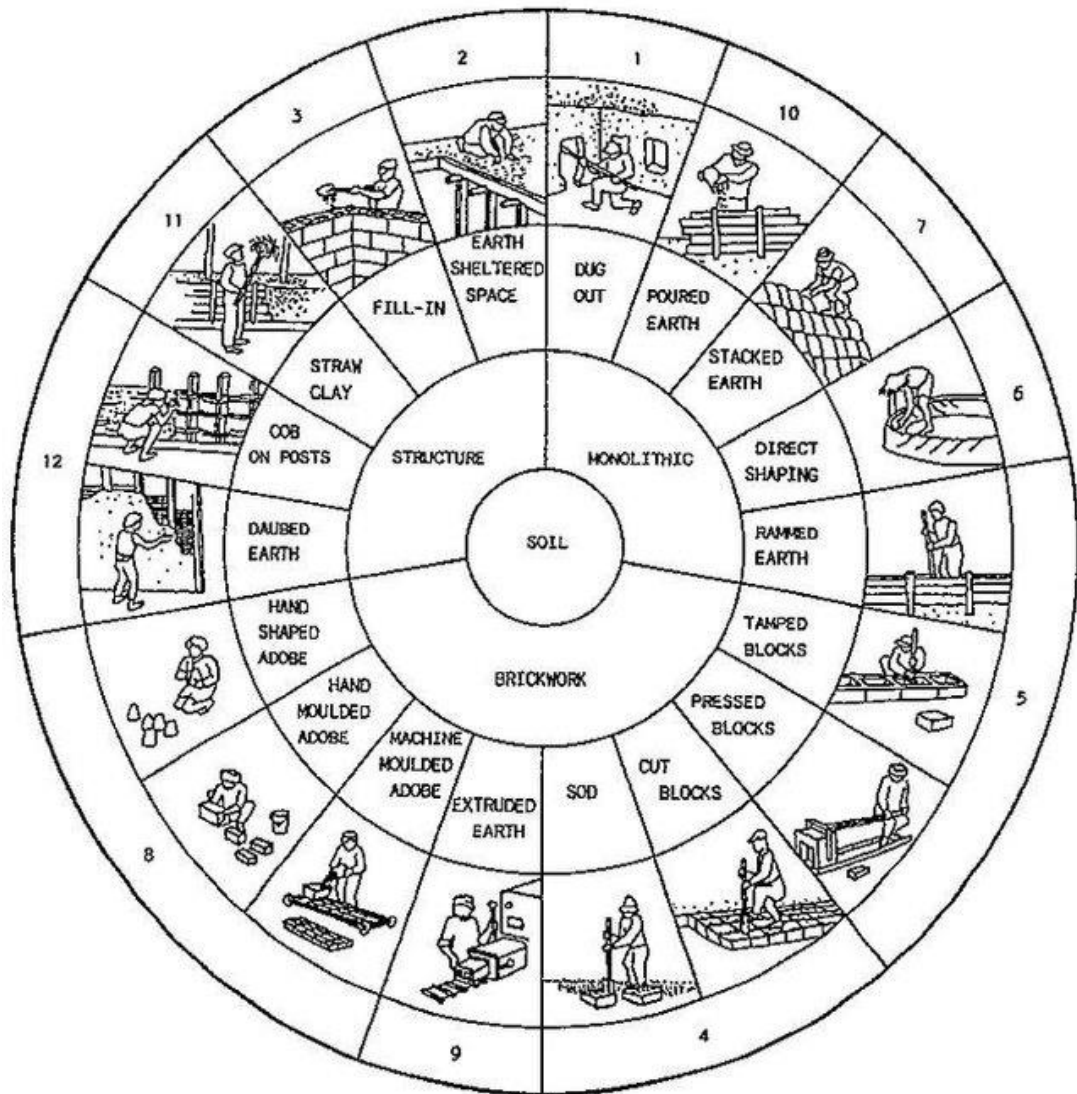 2
1
3
10
11
7
6
12
5
8
9
4
EARTH
SHELTERED
SPACE
DUG
OUT
POURED
EARTH
STACKED
EARTH
DIRECT
SHAPING
RAMMED
EARTH
TAMPED
BLOCKS
PRESSED
BLOCKS
CUT
BLOCKS
SOD
EXTRUDED
EARTH
MACHINE
MOULDED
ADOBE
HAND
MOULDED
ADOBE
HAND
SHAPED
ADOBE
DAUBED
EARTH
COB
ON POSTS
STRAW
CLAY
FILL-IN
STRUCTURE
MONOLITHIC
BRICKWORK
SOIL